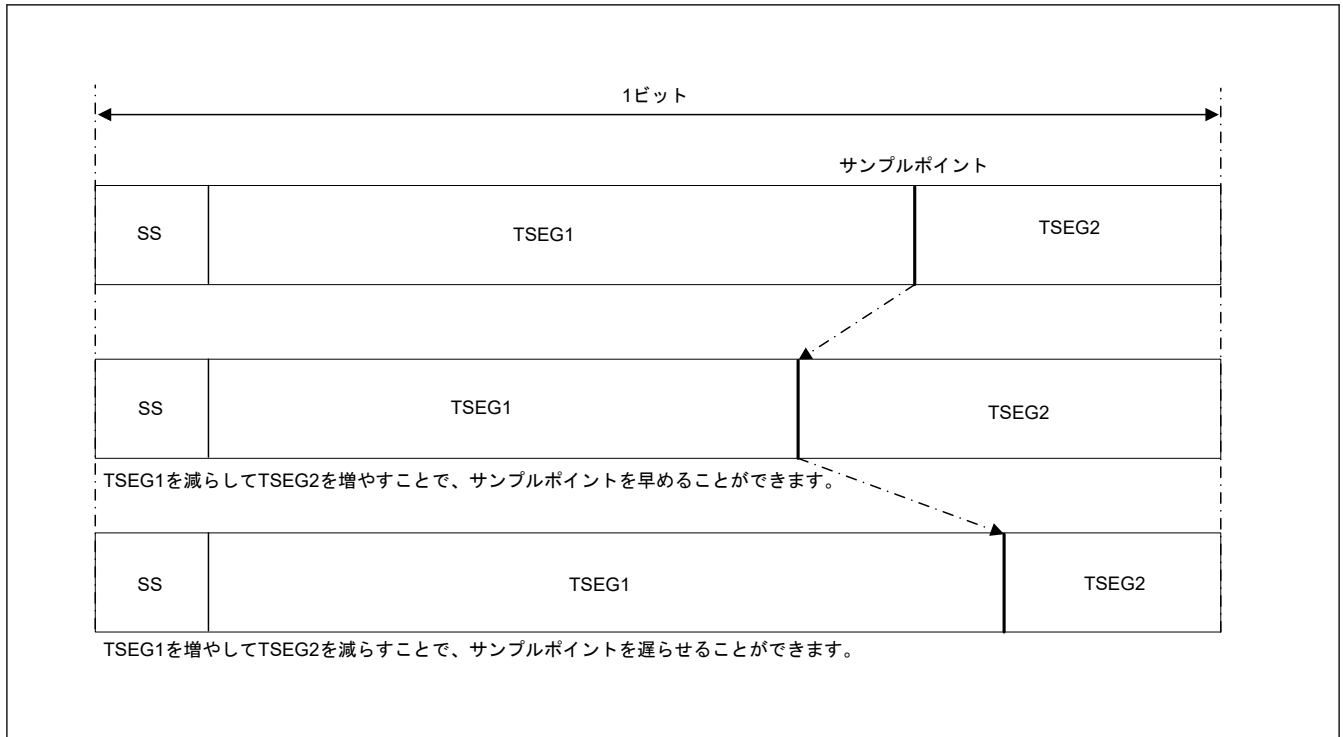 1ビット
サンプルポイント
SS
TSEG1
TSEG2
SS
TSEG1
TSEG2
TSEG1を減らしてTSEG2を増やすことで、サンプルポイントを早めることができます。
SS
TSEG1
TSEG2
TSEG1を増やしてTSEG2を減らすことで、サンプルポイントを遅らせることができます。